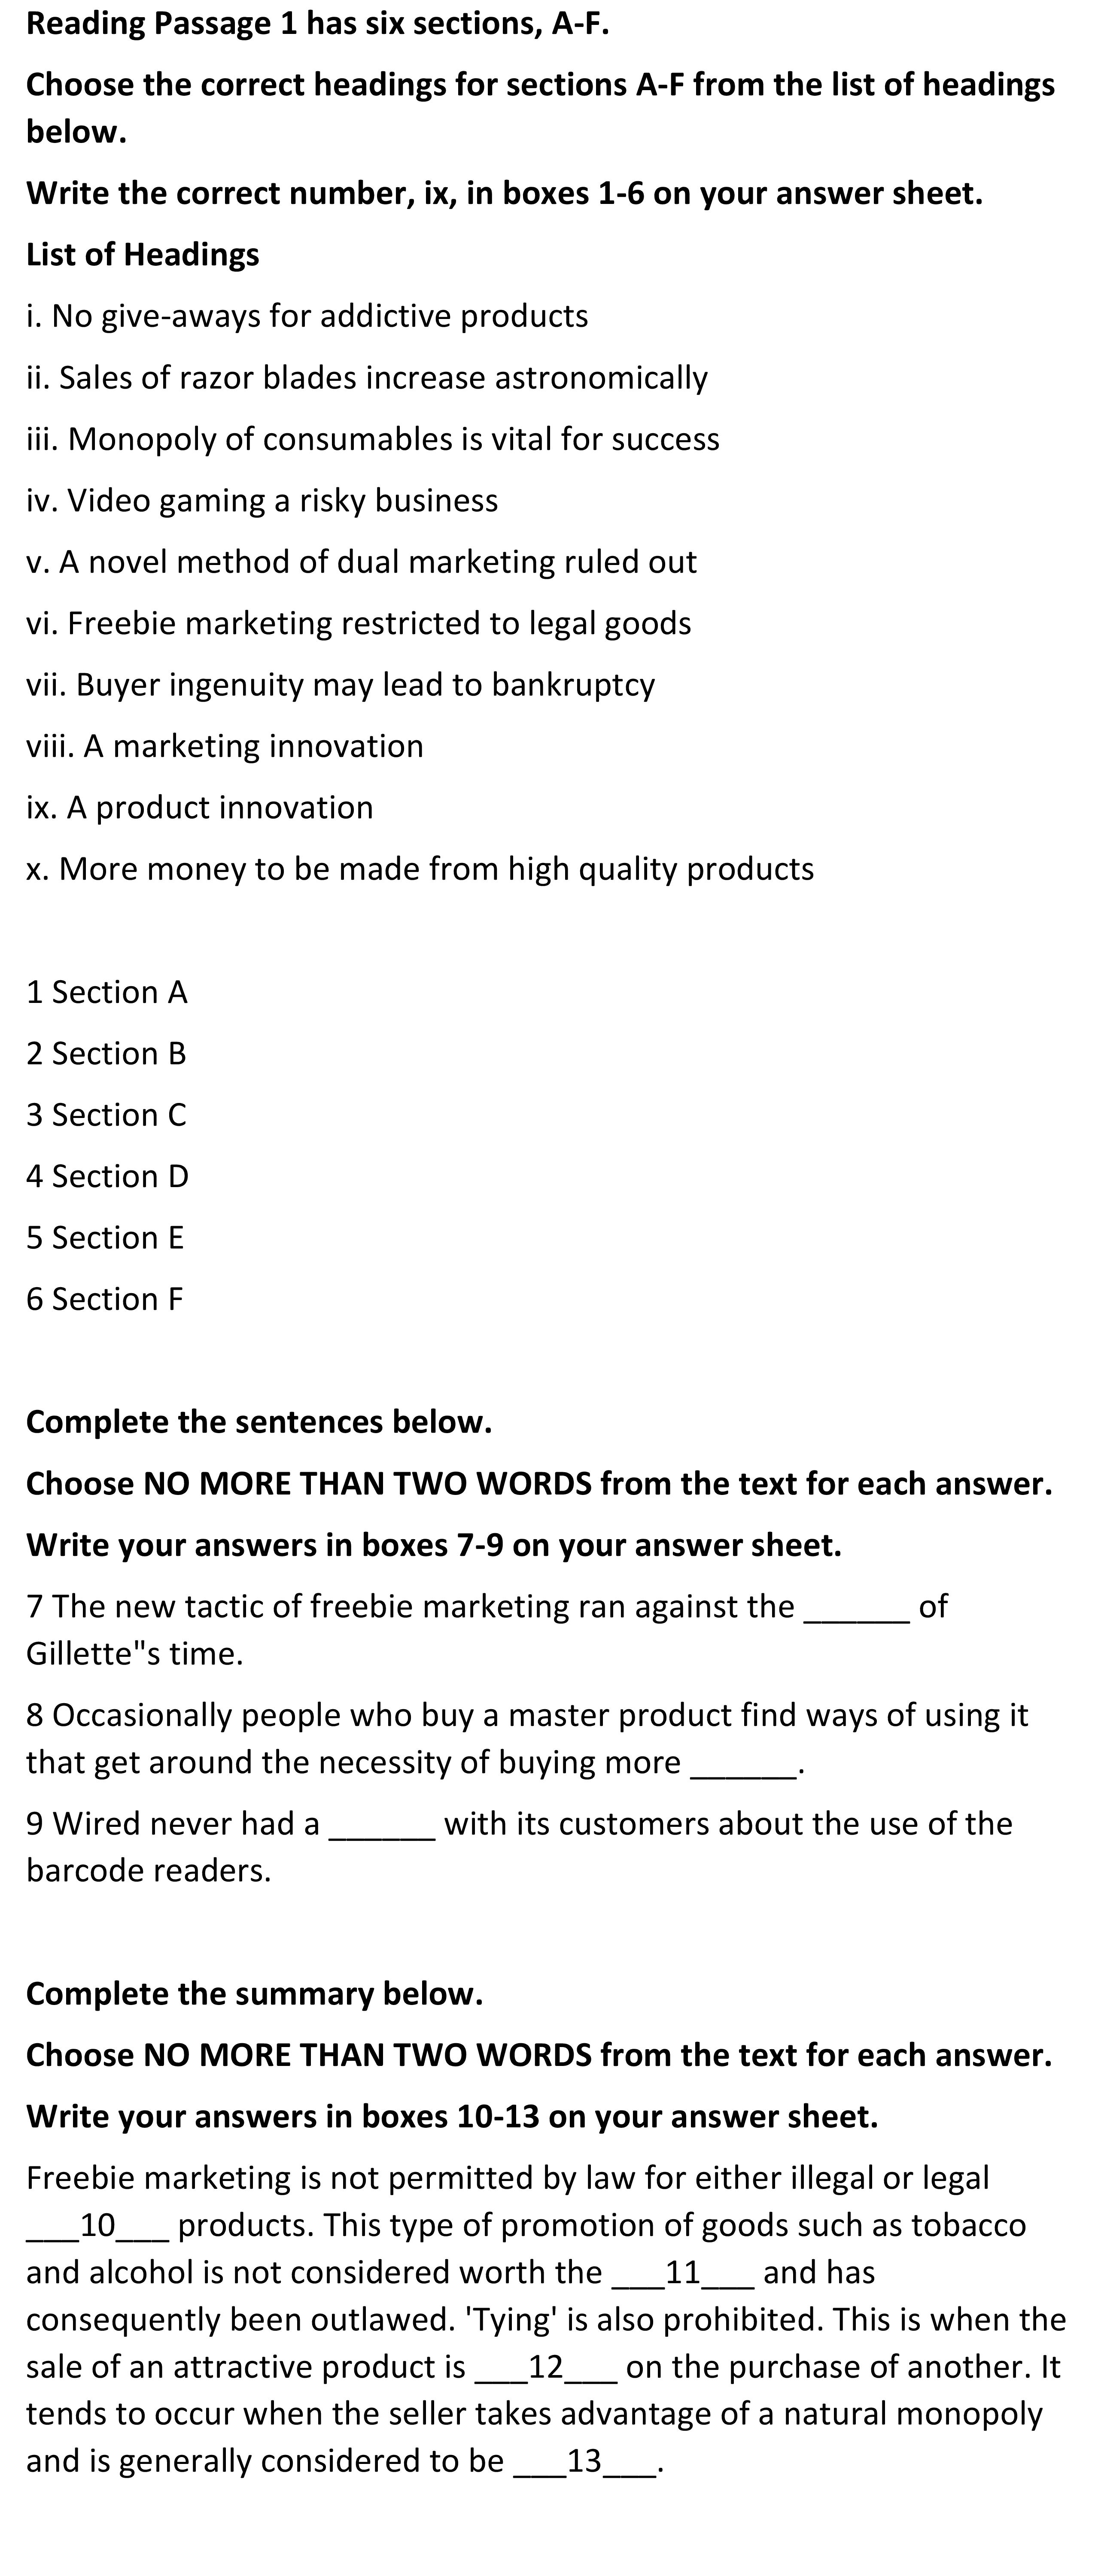 Reading Passage 1 has six sections, A-F.
Choose the correct headings for sections A-F from the list of headings
below.
Write the correct number, ix, in boxes 1-6 on your answer sheet.
List of Headings
i. No give-aways for addictive products
ii. Sales of razor blades increase astronomically
iii. Monopoly of consumables is vital for success
iv. Video gaming a risky business
v. A novel method of dual marketing ruled out
vi. Freebie marketing restricted to legal goods
vii. Buyer ingenuity may lead to bankruptcy
viii. A marketing innovation
ix. A product innovation
x. More money to be made from high quality products
1 Section A
2 Section B
3 Section C
4 Section D
5 Section E
6 Section F
Complete the sentences below.
Choose NO MORE THAN TWO WORDS from the text for each answer.
Write your answers in boxes 7-9 on your answer sheet.
7 The new tactic of freebie marketing ran against the ______ of
Gillette"s time.
8 Occasionally people who buy a master product find ways of using it
that get around the necessity of buying more ______.
9 Wired never had a ______ with its customers about the use of the
barcode readers.
Complete the summary below.
Choose NO MORE THAN TWO WORDS from the text for each answer.
Write your answers in boxes 10-13 on your answer sheet.
Freebie marketing is not permitted by law for either illegal or legal
___10___ products. This type of promotion of goods such as tobacco
and alcohol is not considered worth the ___11___ and has
consequently been outlawed. 'Tying' is also prohibited. This is when the
sale of an attractive product is ___12___ on the purchase of another. It
tends to occur when the seller takes advantage of a natural monopoly
and is generally considered to be ___13___.